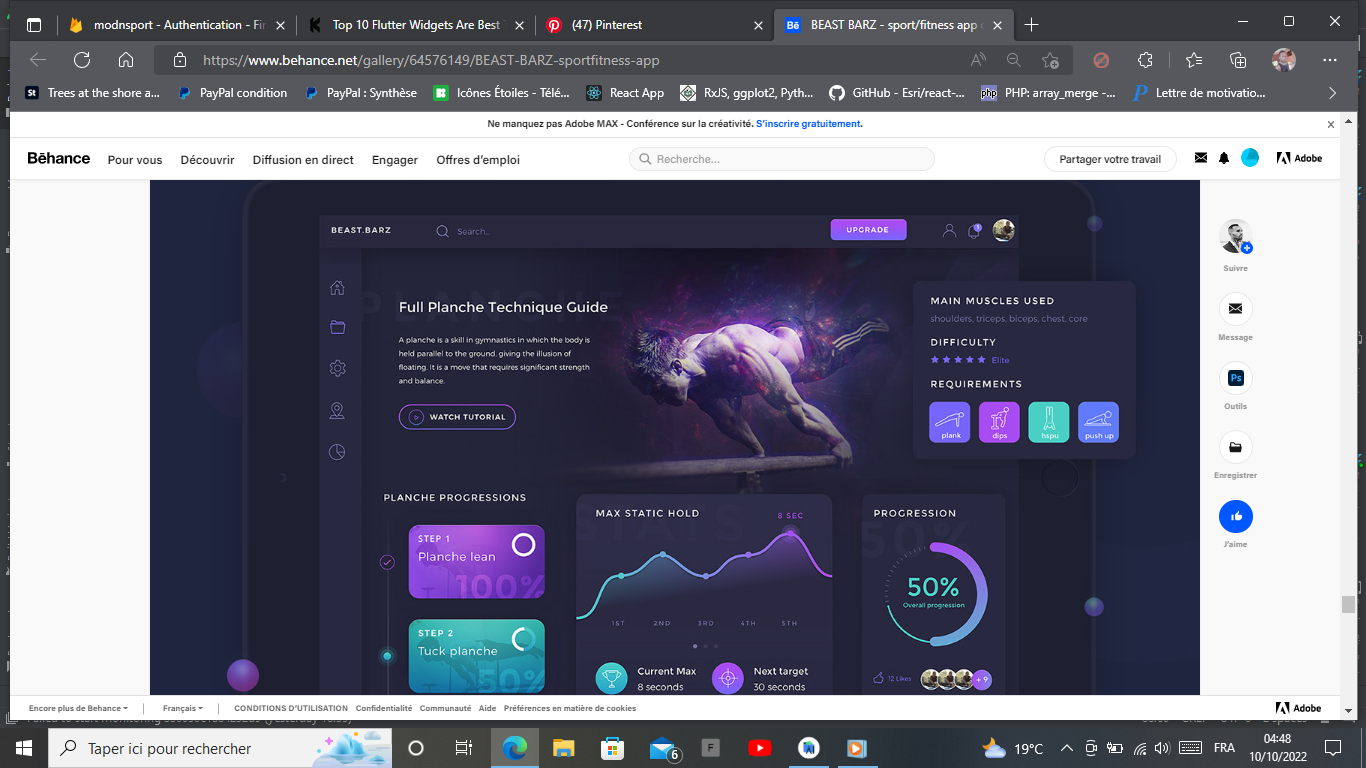 modnsport - Authentication - Fir
Top 10 Flutter Widgets Are Best T
(47) Pinterest
BEAST BARZ - sport/fitness app c
https://www.behance.net/gallery/64576149/BEAST-BARZ-sportfitness-app
Trees at the shore a...
PayPal condition
PayPal : Synthèse
Icônes Étoiles - Télé...
React App
RxJS, ggplot2, Pyth...
GitHub - Esri/react-...
PHP: array_merge -...
Lettre de motivatio...
Ne manquez pas Adobe MAX - Conférence sur la créativité. S'inscrire gratuitement.
Bēhance
Pour vous
Découvrir
Diffusion en direct
Engager
Offres d'emploi
Recherche...
Partager votre travail
Adobe
BEAST.BARZ
Search...
UPGRADE
Full Planche Technique Guide
A planche is a skill in gymnastics in which the body is
held parallel to the ground, giving the illusion of
floating. It is a move that requires significant strength
and balance.
WATCH TUTORIAL
MAIN MUSCLES USED
shoulders, triceps, biceps, chest, core
DIFFICULTY
Elite
REQUIREMENTS
plank
dips
hspu
push up
PLANCHE PROGRESSIONS
STEP 1
Planche lean
100%
STEP 2
Tuck planche
50%
MAX STATIC HOLD
8 SEC
1ST 2ND 3RD 4TH 5TH
Current Max
8 seconds
Next target
30 seconds
PROGRESSION
50%
Overall progression
12 Likes
+ 9
Suivre
Message
Ps
Outils
Enregistrer
J'aime
Encore plus de Behance
Français
CONDITIONS D'UTILISATION
Confidentialité
Communauté
Aide
Préférences en matière de cookies
Adobe
Taper ici pour rechercher
6
F
19°C
FRA
04:48
10/10/2022